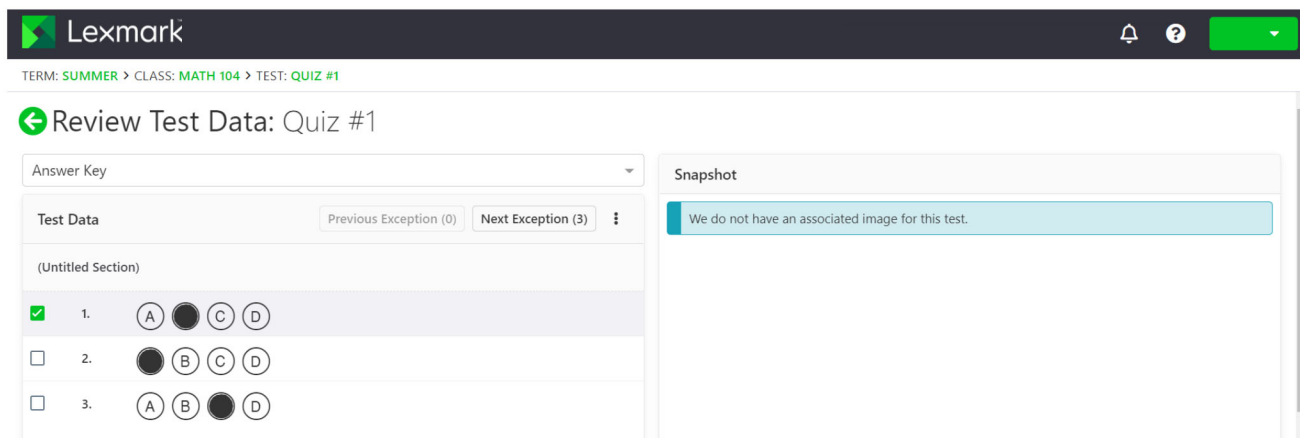 Lexmark
TERM: SUMMER > CLASS: MATH 104 > TEST: QUIZ #1
Review Test Data: Quiz #1
Answer Key
Test Data
Previous Exception (0)
Next Exception (3)
(Untitled Section)
1. A C D
2. B C D
3. A B D
Snapshot
We do not have an associated image for this test.